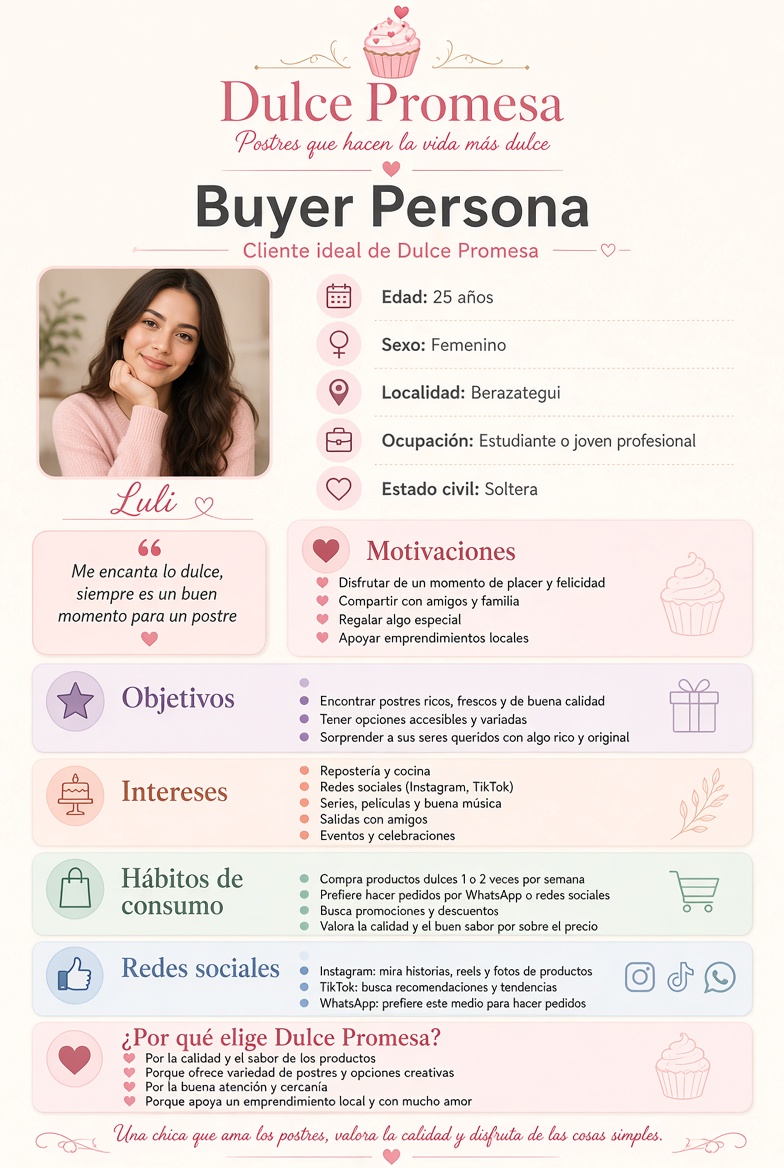 Dulce Promesa
Postres que hacen la vida más dulce
Buyer Persona
Cliente ideal de Dulce Promesa
Edad: 25 años
Sexo: Femenino
Localidad: Berazategui
Ocupación: Estudiante o joven profesional
Estado civil: Soltera
Luli
“
Me encanta lo dulce,
siempre es un buen
momento para un postre
Motivaciones
Disfrutar de un momento de placer y felicidad
Compartir con amigos y familia
Regalar algo especial
Apoyar emprendimientos locales
Objetivos
Encontrar postres ricos, frescos y de buena calidad
Tener opciones accesibles y variadas
Sorprender a sus seres queridos con algo rico y original
Intereses
Repostería y cocina
Redes sociales (Instagram, TikTok)
Series, películas y buena música
Salidas con amigos
Eventos y celebraciones
Hábitos de
consumo
Compra productos dulces 1 o 2 veces por semana
Prefiere hacer pedidos por WhatsApp o redes sociales
Busca promociones y descuentos
Valora la calidad y el buen sabor por sobre el precio
Redes sociales
Instagram: mira historias, reels y fotos de productos
TikTok: busca recomendaciones y tendencias
WhatsApp: prefiere este medio para hacer pedidos
¿Por qué elige Dulce Promesa?
Por la calidad y el sabor de los productos
Porque ofrece variedad de postres y opciones creativas
Por la buena atención y cercanía
Porque apoya un emprendimiento local y con mucho amor
Una chica que ama los postres, valora la calidad y disfruta de las cosas simples.